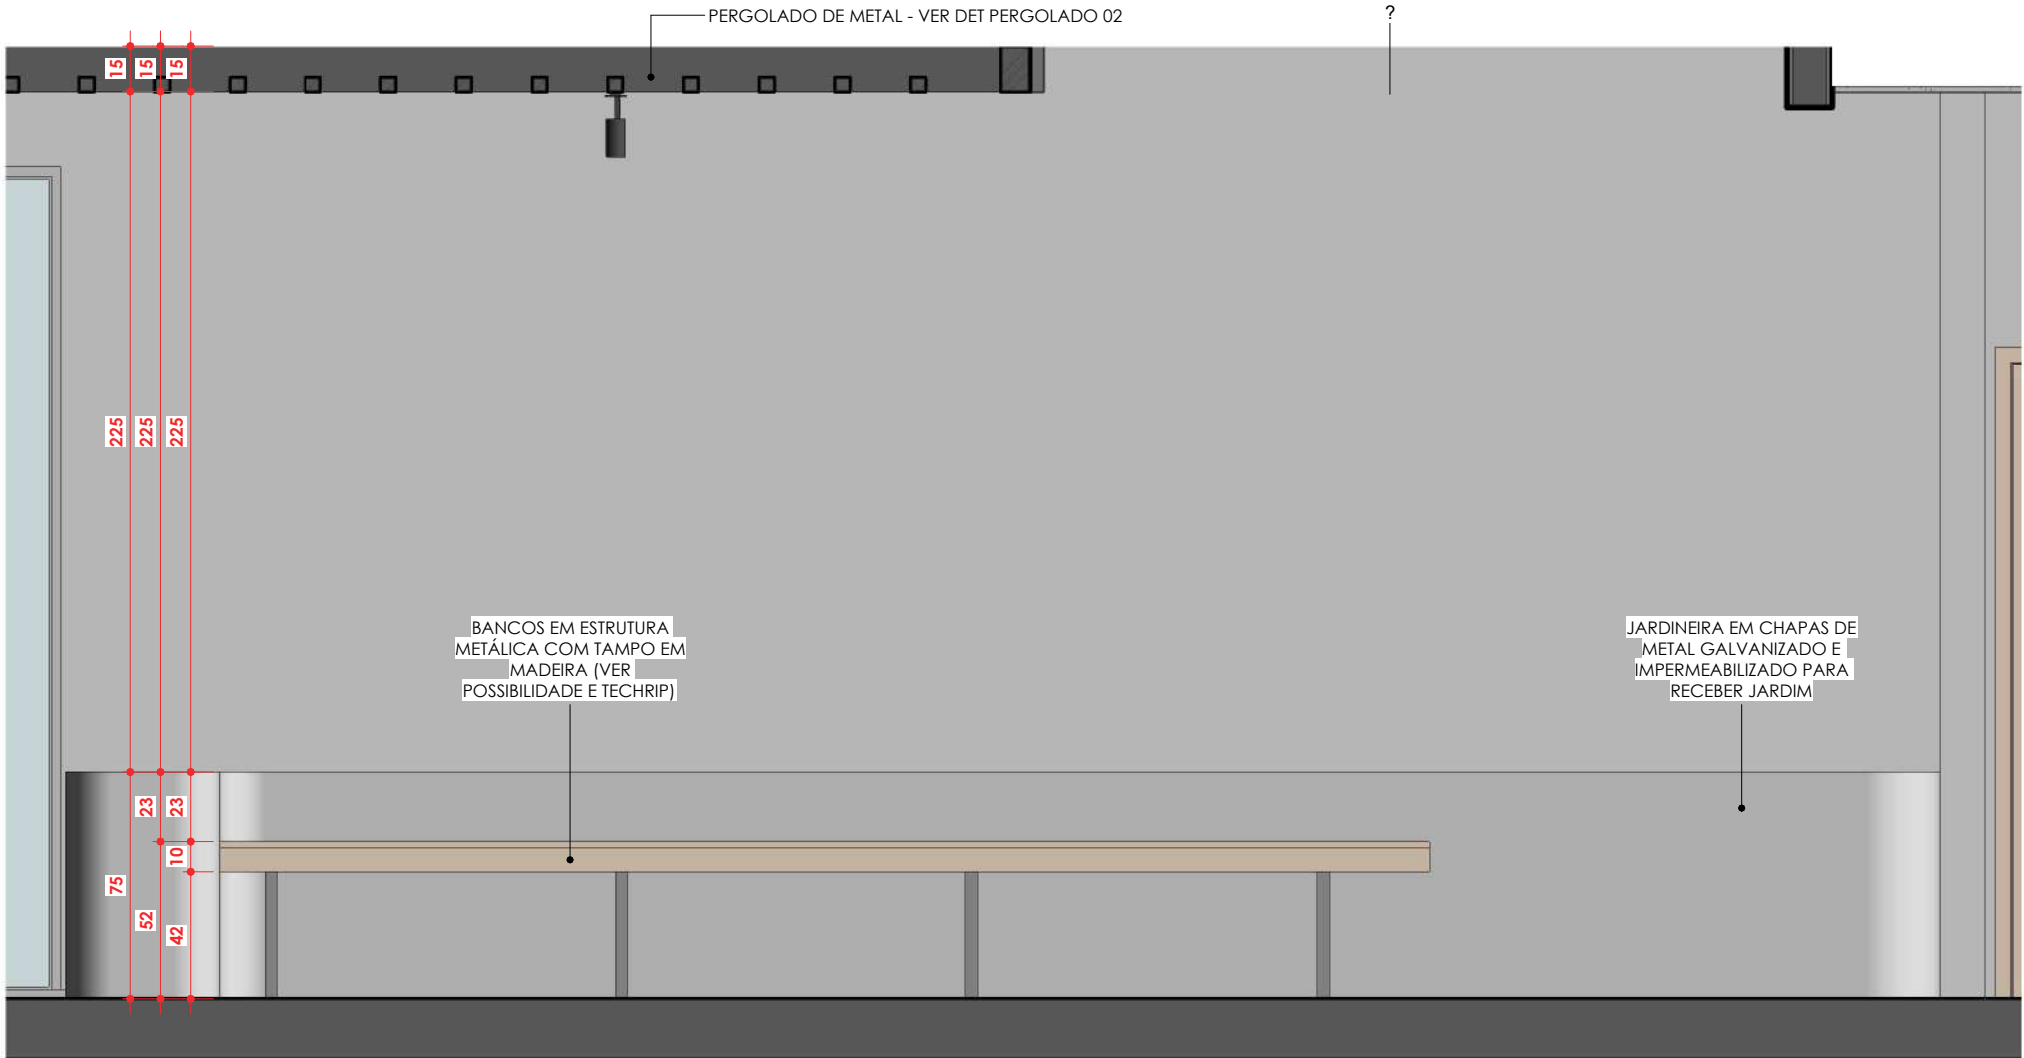 PERGOLADO DE METAL - VER DET PERGOLADO 02
?
15 15 15
225 225 225
BANCOS EM ESTRUTURA
METÁLICA COM TAMPO EM
MADEIRA (VER
POSSIBILIDADE E TECHRIP)
JARDINEIRA EM CHAPAS DE
METAL GALVANIZADO E
IMPERMEABILIZADO PARA
RECEBER JARDIM
23 23
10
75
52
42